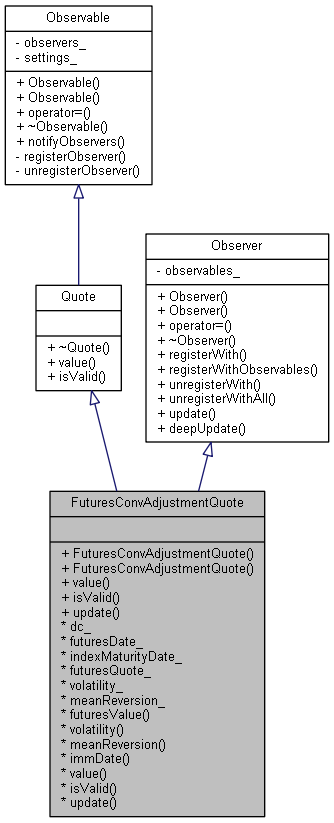 Observable
- observers_
- settings_
+ Observable()
+ Observable()
+ operator=()
+ ~Observable()
+ notifyObservers()
- registerObserver()
- unregisterObserver()
Observer
- observables_
+ Observer()
+ Observer()
+ operator=()
+ ~Observer()
+ registerWith()
+ registerWithObservables()
+ unregisterWith()
+ unregisterWithAll()
+ update()
+ deepUpdate()
Quote
+ ~Quote()
+ value()
+ isValid()
FuturesConvAdjustmentQuote
+ FuturesConvAdjustmentQuote()
+ FuturesConvAdjustmentQuote()
+ value()
+ isValid()
+ update()
* dc_
* futuresDate_
* indexMaturityDate_
* futuresQuote_
* volatility_
* meanReversion_
* futuresValue()
* volatility()
* meanReversion()
* immDate()
* value()
* isValid()
* update()